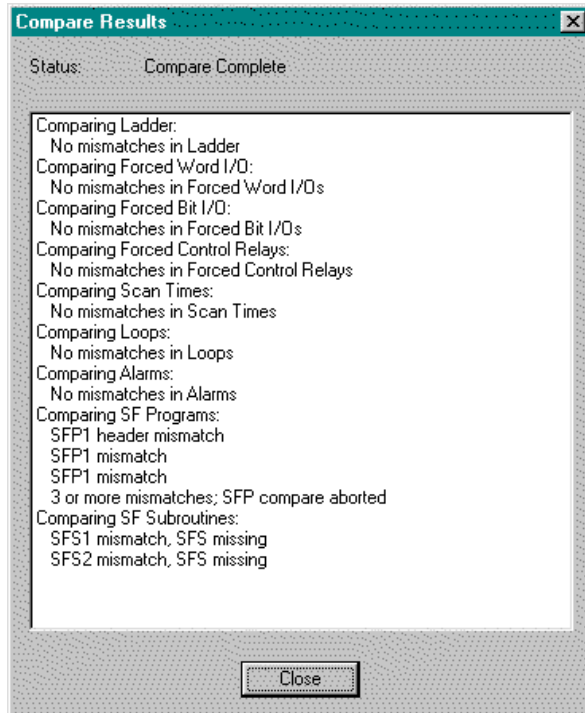 Compare Results
Status: Compare Complete
Comparing Ladder:
No mismatches in Ladder
Comparing Forced Word I/O:
No mismatches in Forced Word I/Os
Comparing Forced Bit I/O:
No mismatches in Forced Bit I/Os
Comparing Forced Control Relays:
No mismatches in Forced Control Relays
Comparing Scan Times:
No mismatches in Scan Times
Comparing Loops:
No mismatches in Loops
Comparing Alarms:
No mismatches in Alarms
Comparing SF Programs:
SFP1 header mismatch
SFP1 mismatch
SFP1 mismatch
3 or more mismatches; SFP compare aborted
Comparing SF Subroutines:
SFS1 mismatch, SFS missing
SFS2 mismatch, SFS missing
Close